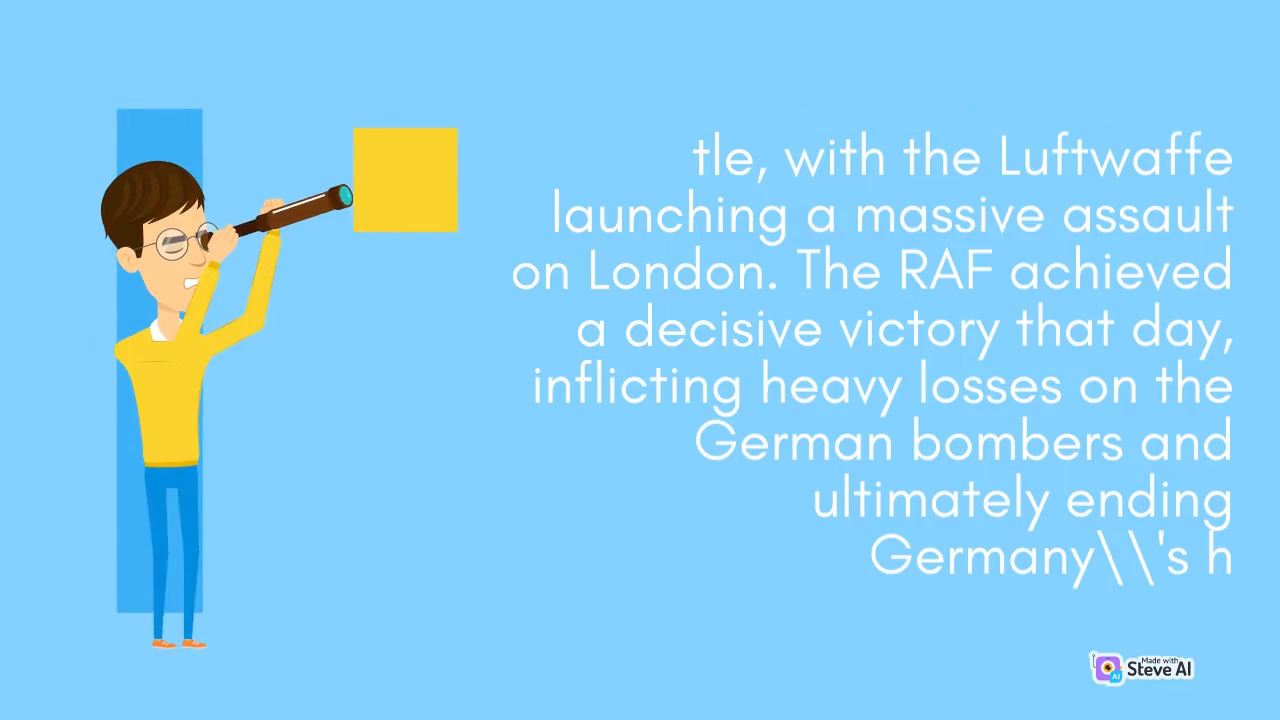 tle, with the Luftwaffe
launching a massive assault
on London. The RAF achieved
a decisive victory that day,
inflicting heavy losses on the
German bombers and
ultimately ending
Germany\\'s h
Made with
AI Steve AI